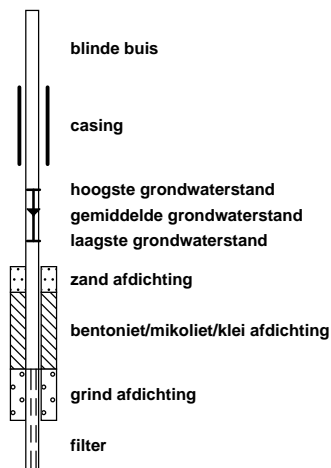 blinde buis
casing
hoogste grondwaterstand
gemiddelde grondwaterstand
laagste grondwaterstand
zand afdichting
bentoniet/mikoliet/klei afdichting
grind afdichting
filter